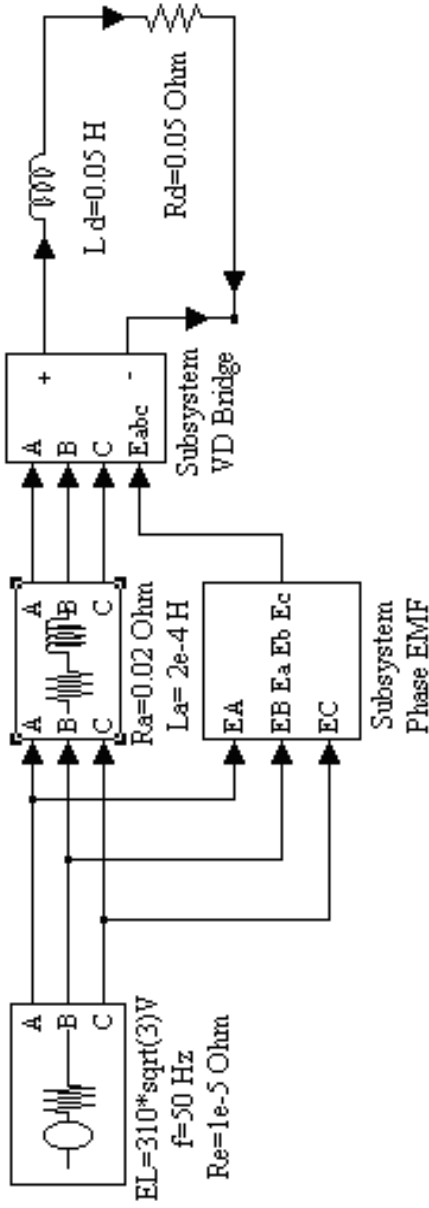 A
B
C
EL=310*sqrt(3)V
f=50 Hz
Re=1e-5 Ohm
A A
B B
C C
Ra=0.02 Ohm
La= 2e-4 H
EA
EB Ea Eb Ec
EC
Subsystem
Phase EMF
A
B +
C
Eabc -
Subsystem
VD Bridge
L d=0.05 H
Rd=0.05 Ohm